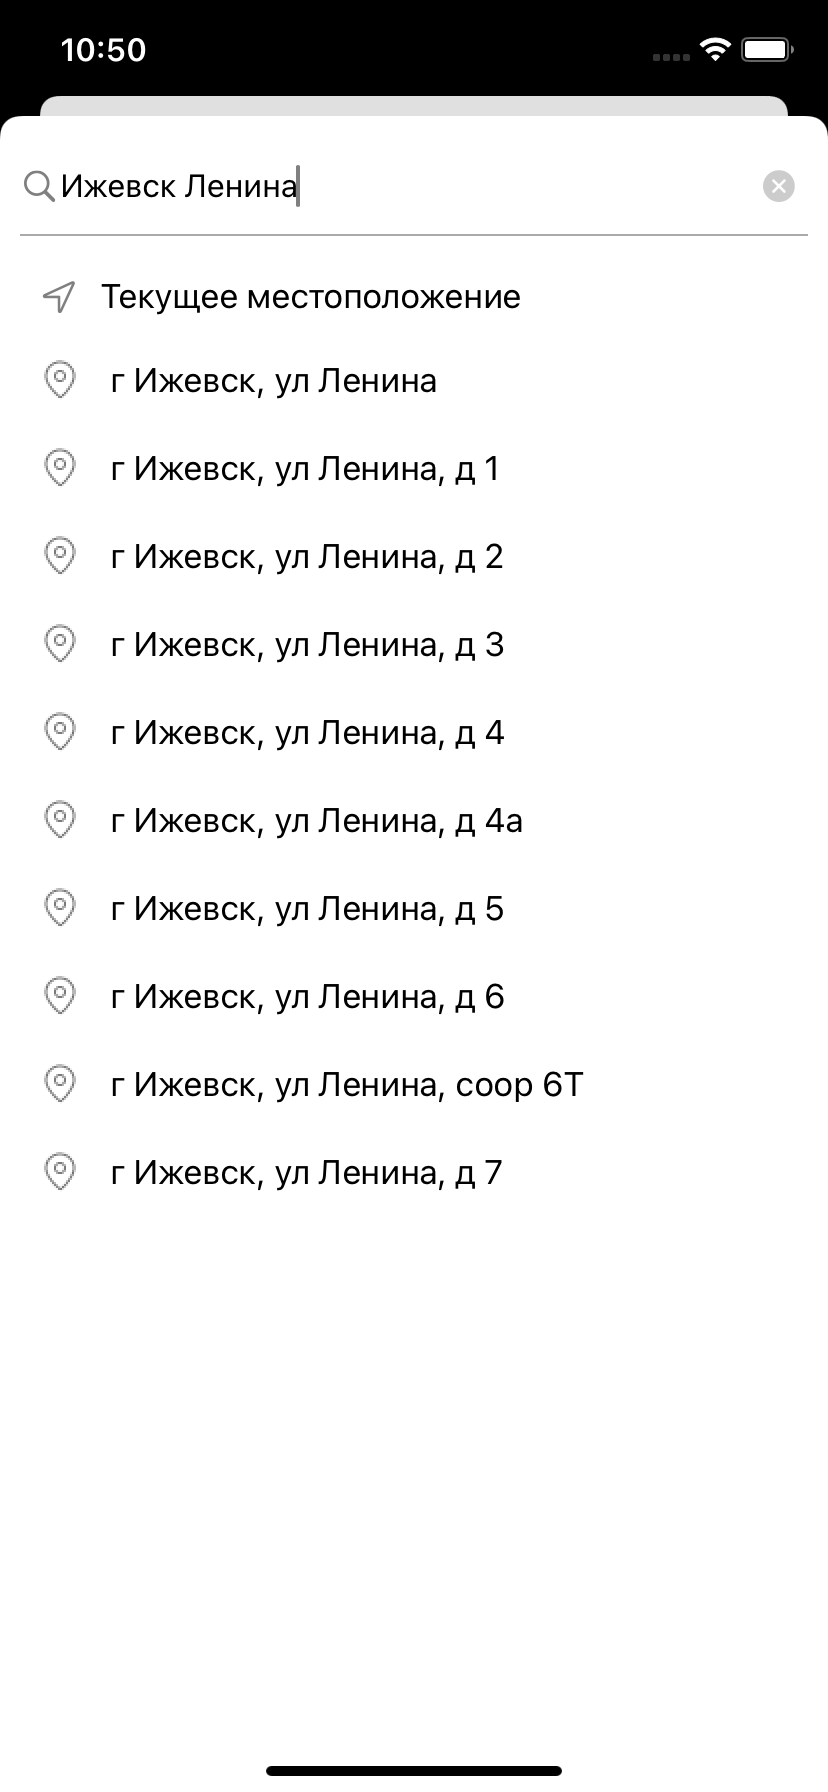 10:50
Ижевск Ленина
Текущее местоположение
г Ижевск, ул Ленина
г Ижевск, ул Ленина, д 1
г Ижевск, ул Ленина, д 2
г Ижевск, ул Ленина, д 3
г Ижевск, ул Ленина, д 4
г Ижевск, ул Ленина, д 4а
г Ижевск, ул Ленина, д 5
г Ижевск, ул Ленина, д 6
г Ижевск, ул Ленина, соор 6Т
г Ижевск, ул Ленина, д 7